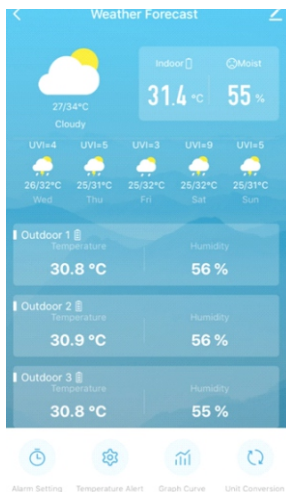 Weather Forecast
Indoor Moist
31.4 °C 55 %
27/34°C
Cloudy
UVI=4 UVI=5 UVI=3 UVI=9 UVI=5
26/32°C 25/31°C 25/32°C 25/32°C 25/31°C
Wed Thu Fri Sat Sun
Outdoor 1
Temperature Humidity
30.8 °C 56 %
Outdoor 2
Temperature Humidity
30.9 °C 56 %
Outdoor 3
Temperature Humidity
30.8 °C 55 %
Alarm Setting Temperature Alert Graph Curve Unit Conversion